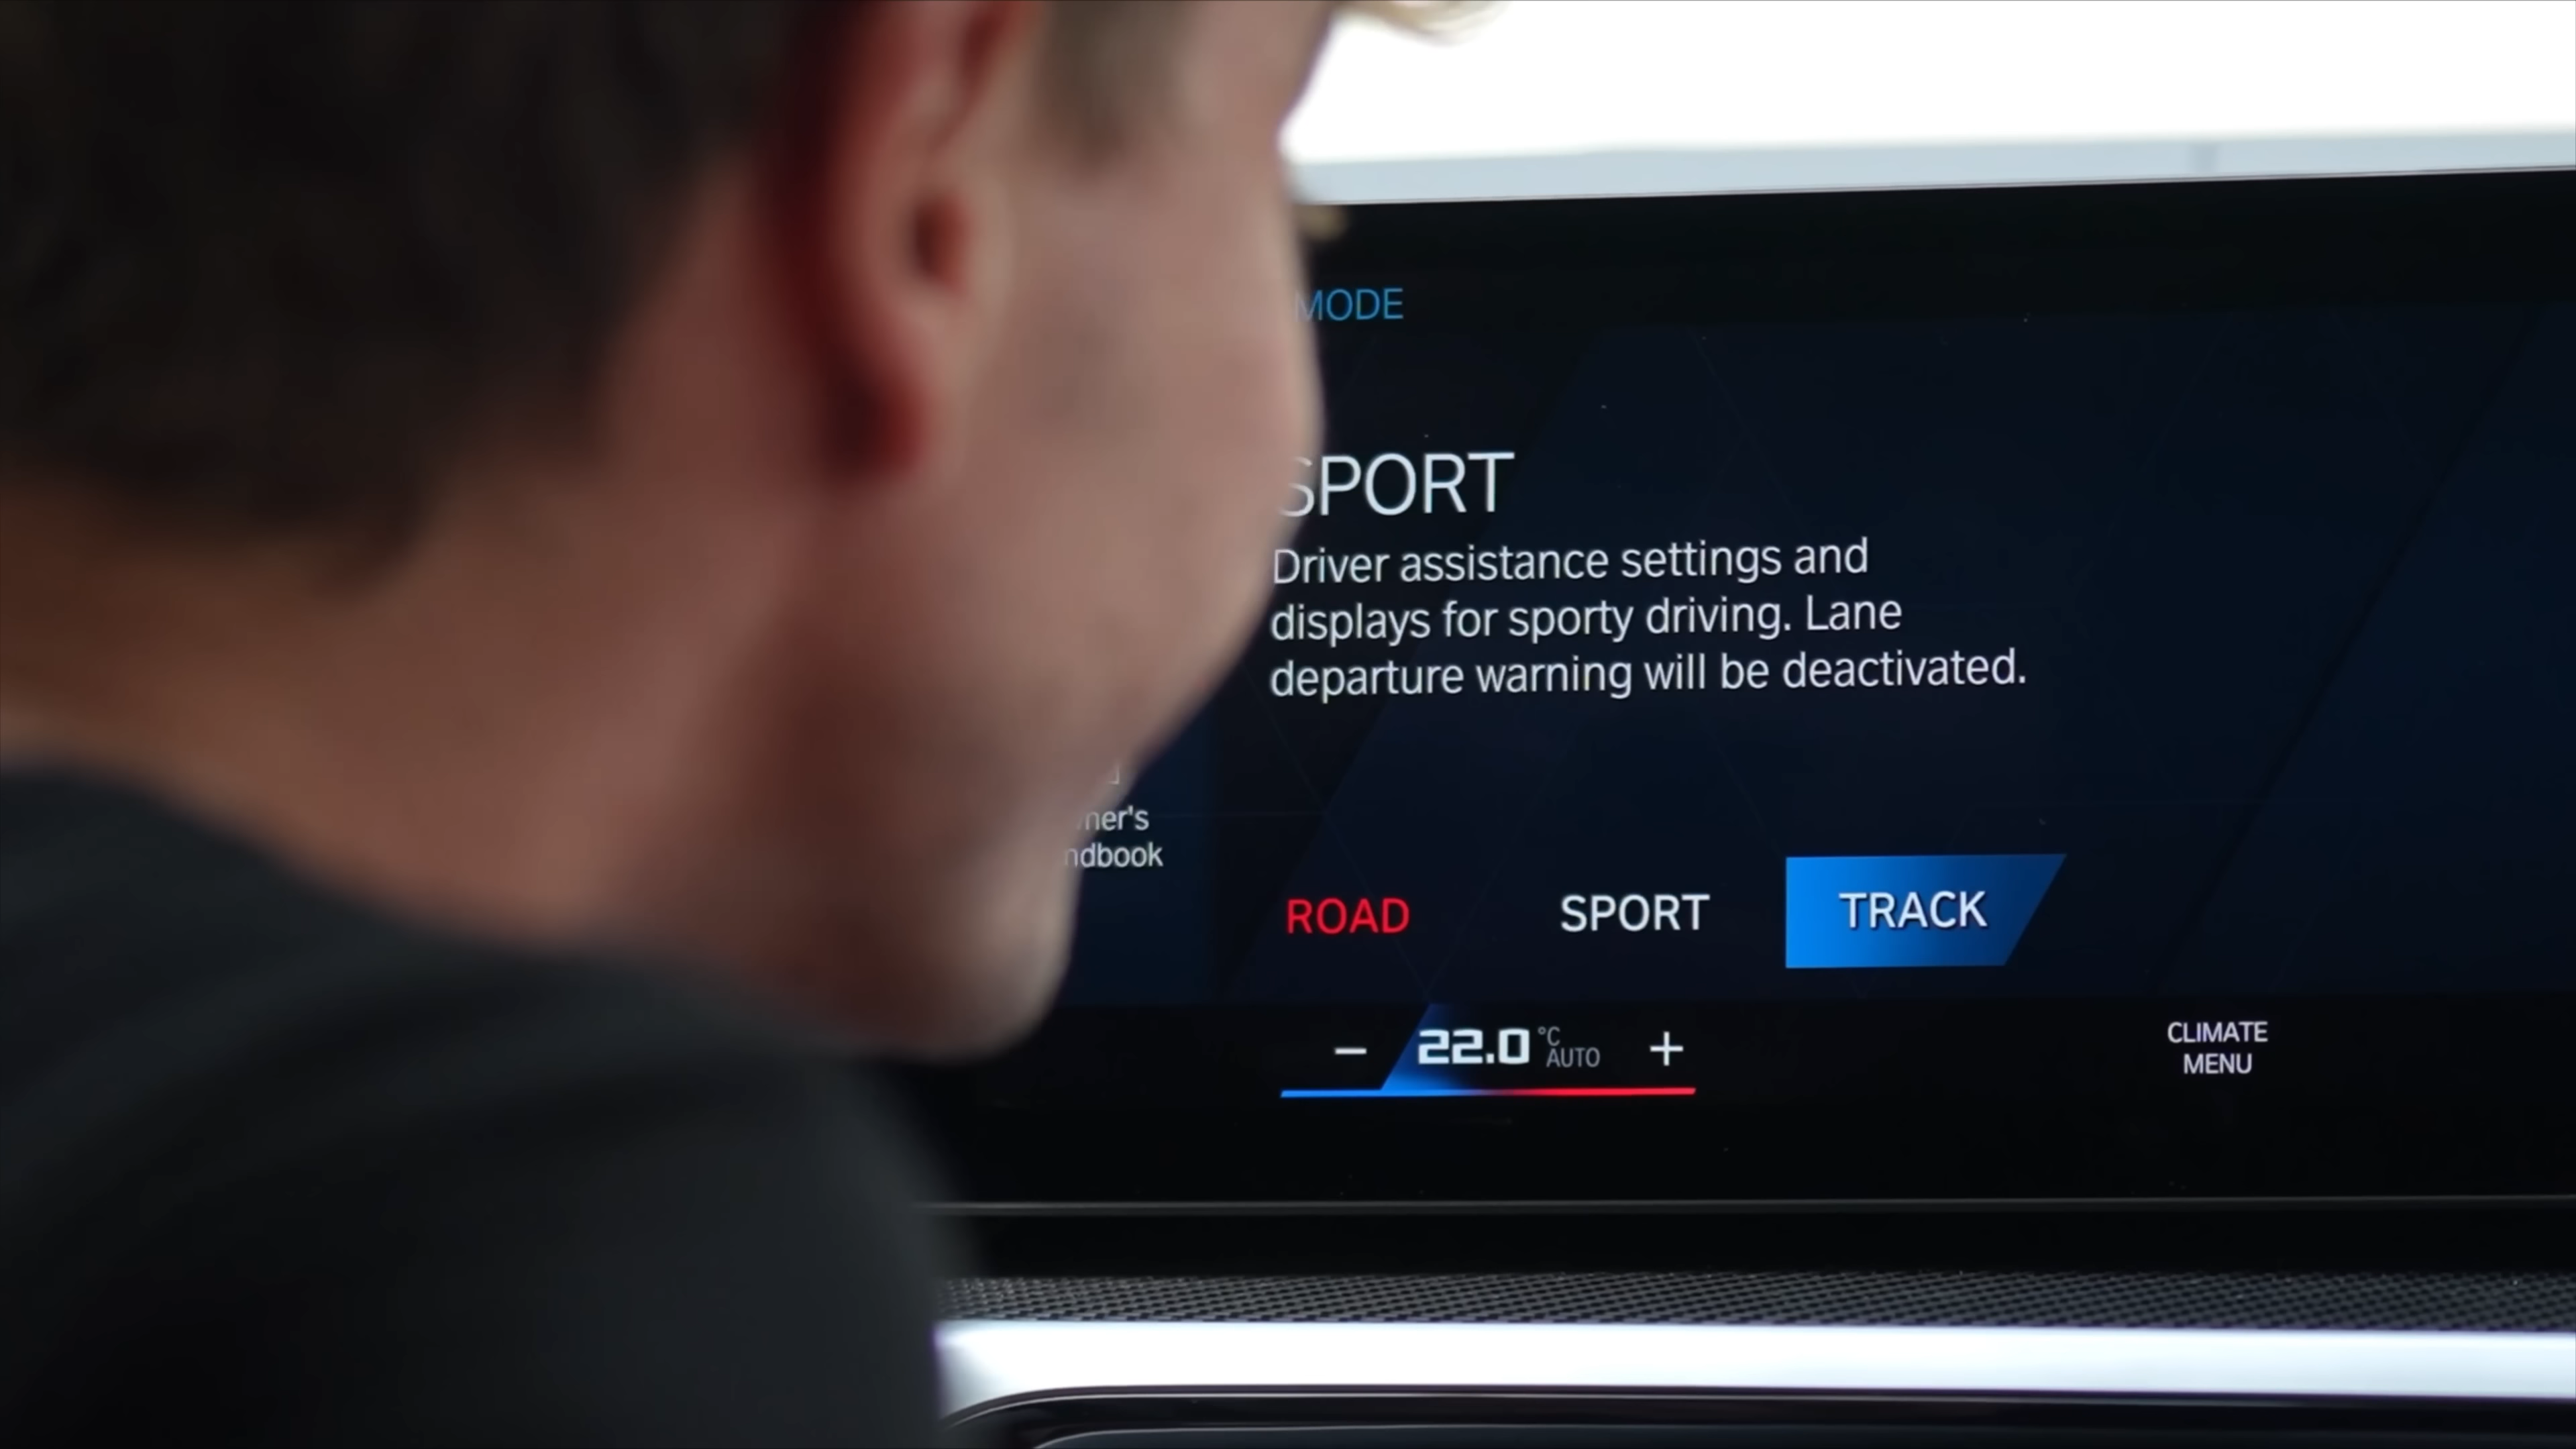 MODE
SPORT
Driver assistance settings and
displays for sporty driving. Lane
departure warning will be deactivated.
ner's
ndbook
ROAD SPORT TRACK
− 22.0 °C AUTO +
CLIMATE
MENU